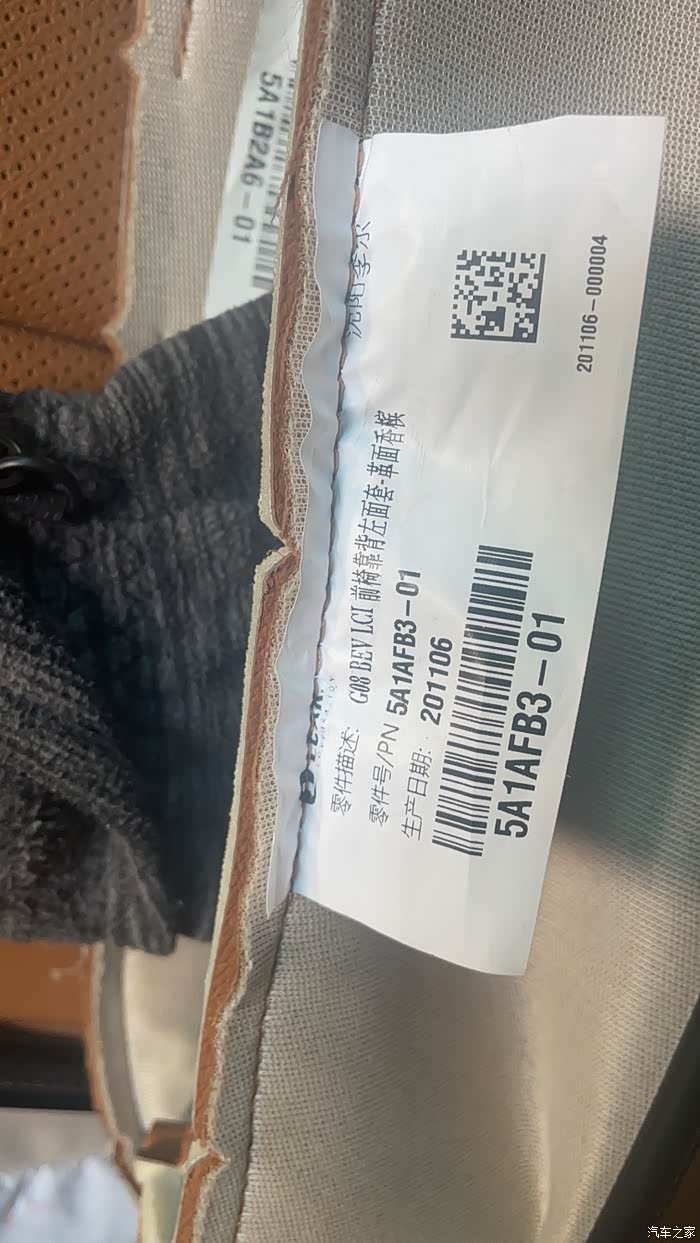 沈阳李尔
零件描述: G08 BEV LCI 前椅靠背左面套-革面香槟
零件号/PN 5A1AFB3-01
生产日期: 201106
5A1AFB3-01
201106-000004
5A1B2A6-01
汽车之家